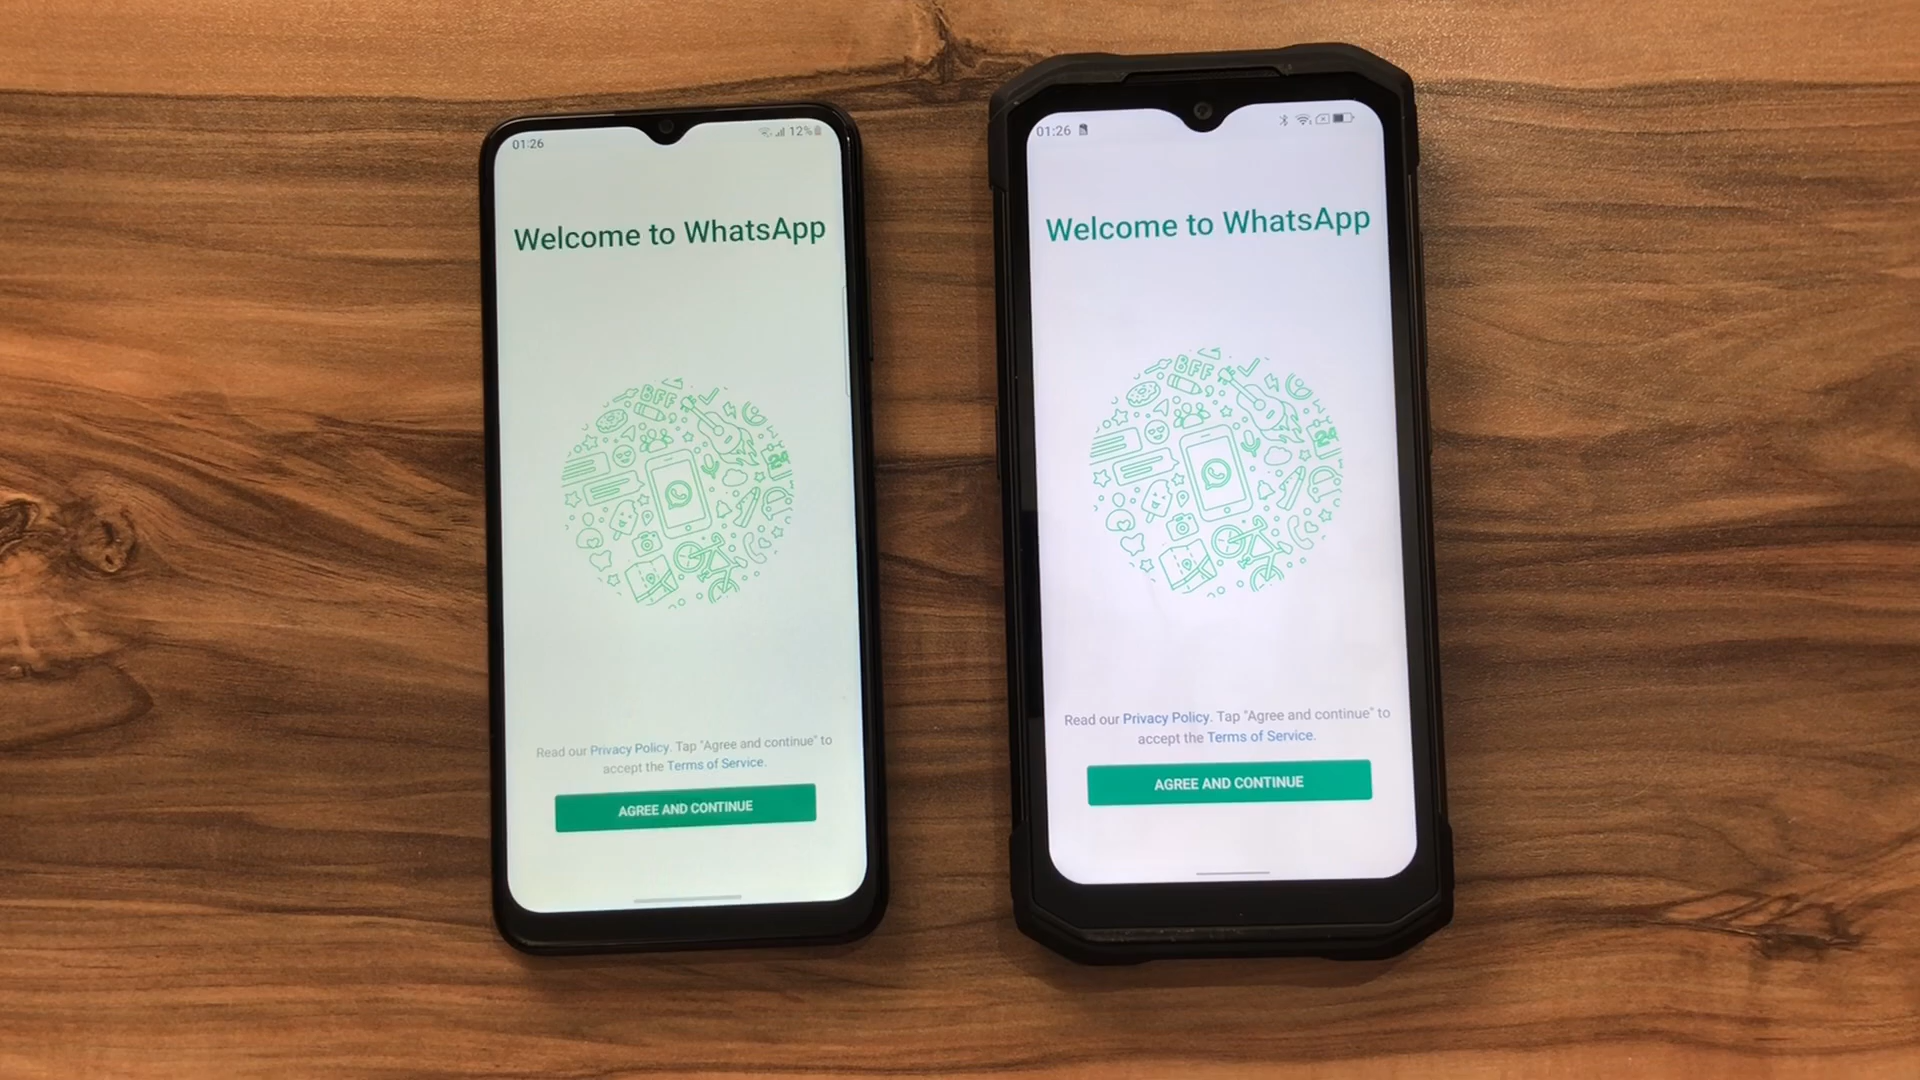 01:26
12%
Welcome to WhatsApp
BFF
24
Read our Privacy Policy. Tap "Agree and continue" to
accept the Terms of Service.
AGREE AND CONTINUE
01:26
Welcome to WhatsApp
BFF
24
Read our Privacy Policy. Tap "Agree and continue" to
accept the Terms of Service.
AGREE AND CONTINUE